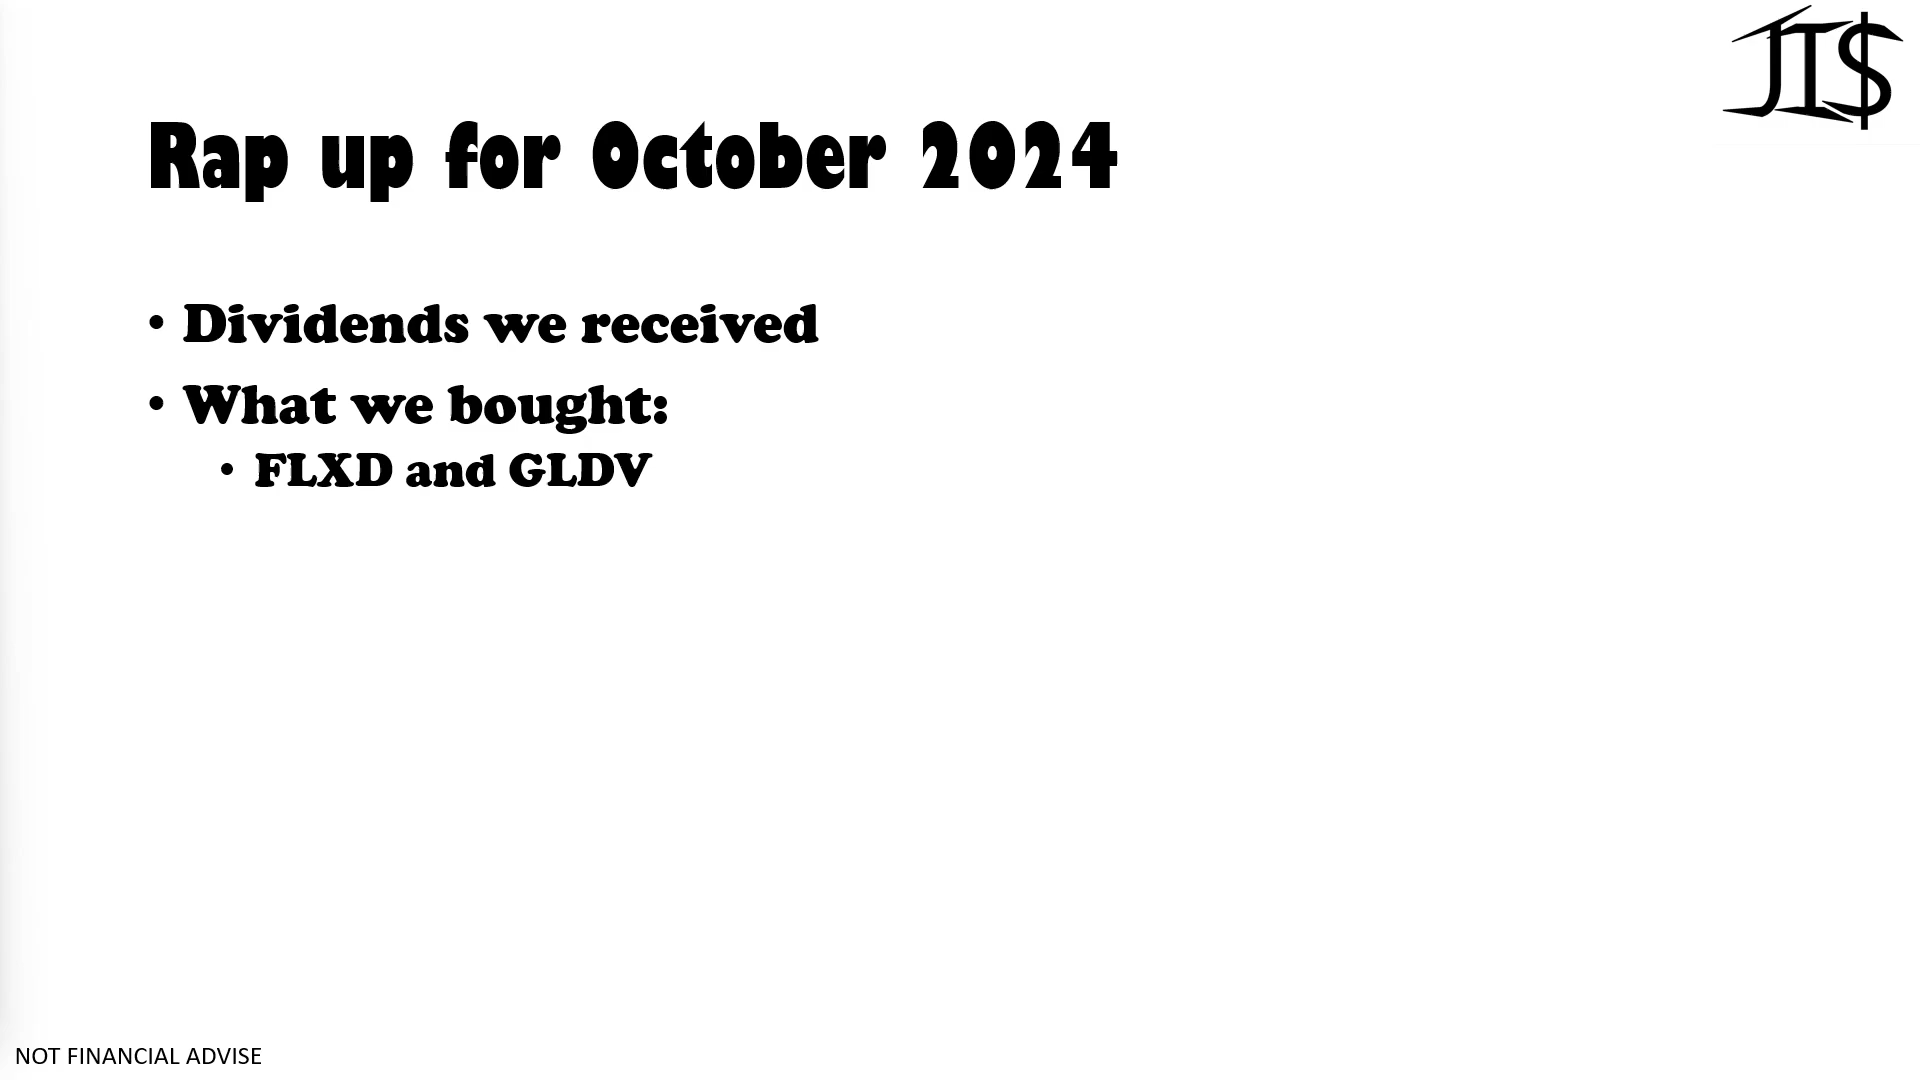 JI$
Rap up for October 2024
• Dividends we received
• What we bought:
• FLXD and GLDV
NOT FINANCIAL ADVISE